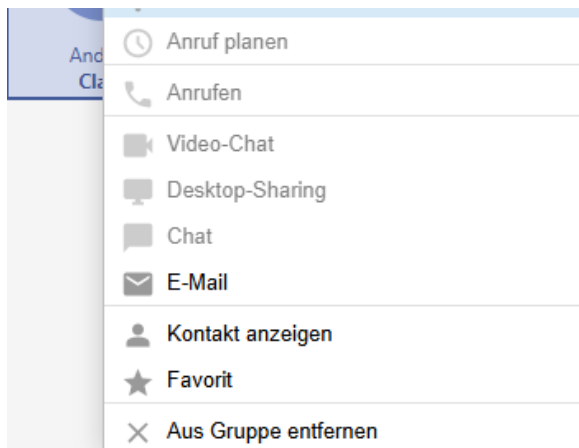 Anruf planen
Anrufen
Video-Chat
Desktop-Sharing
Chat
E-Mail
Kontakt anzeigen
Favorit
Aus Gruppe entfernen